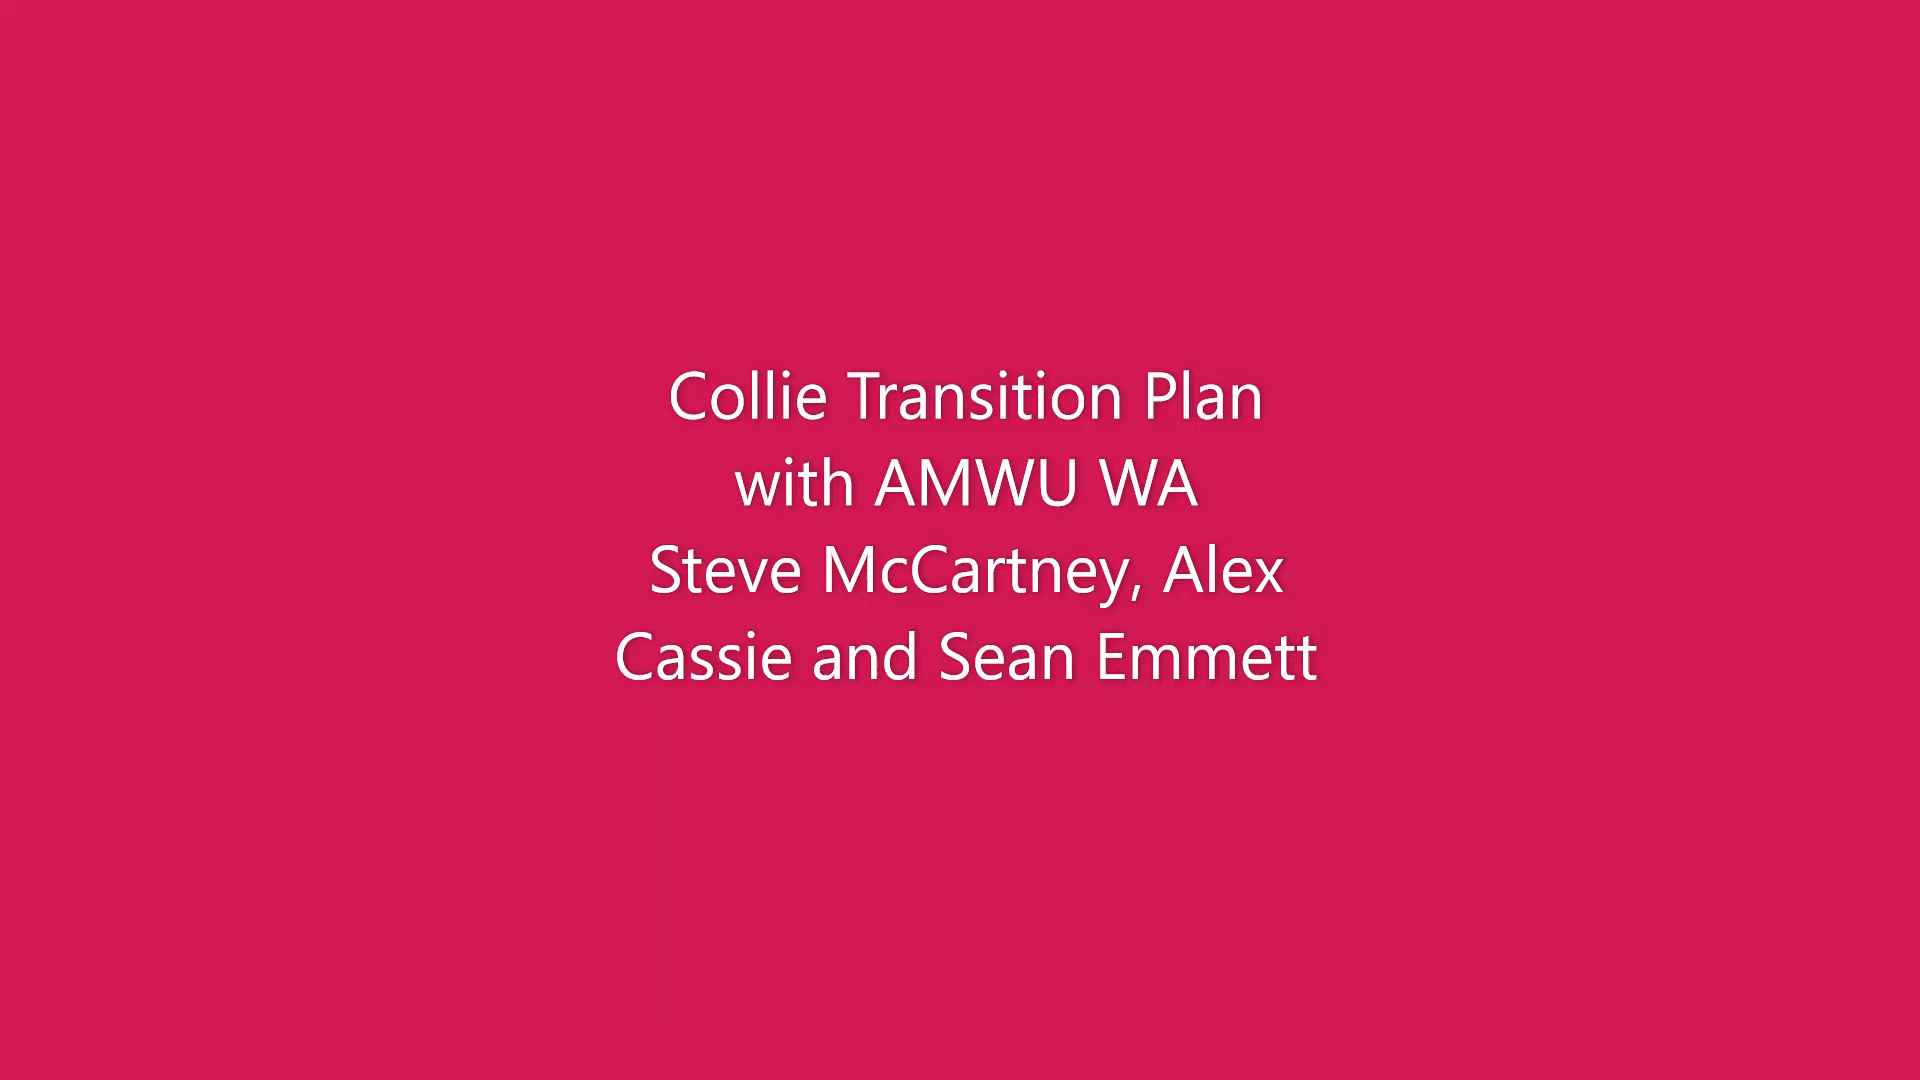 Collie Transition Plan
with AMWU WA
Steve McCartney, Alex
Cassie and Sean Emmett